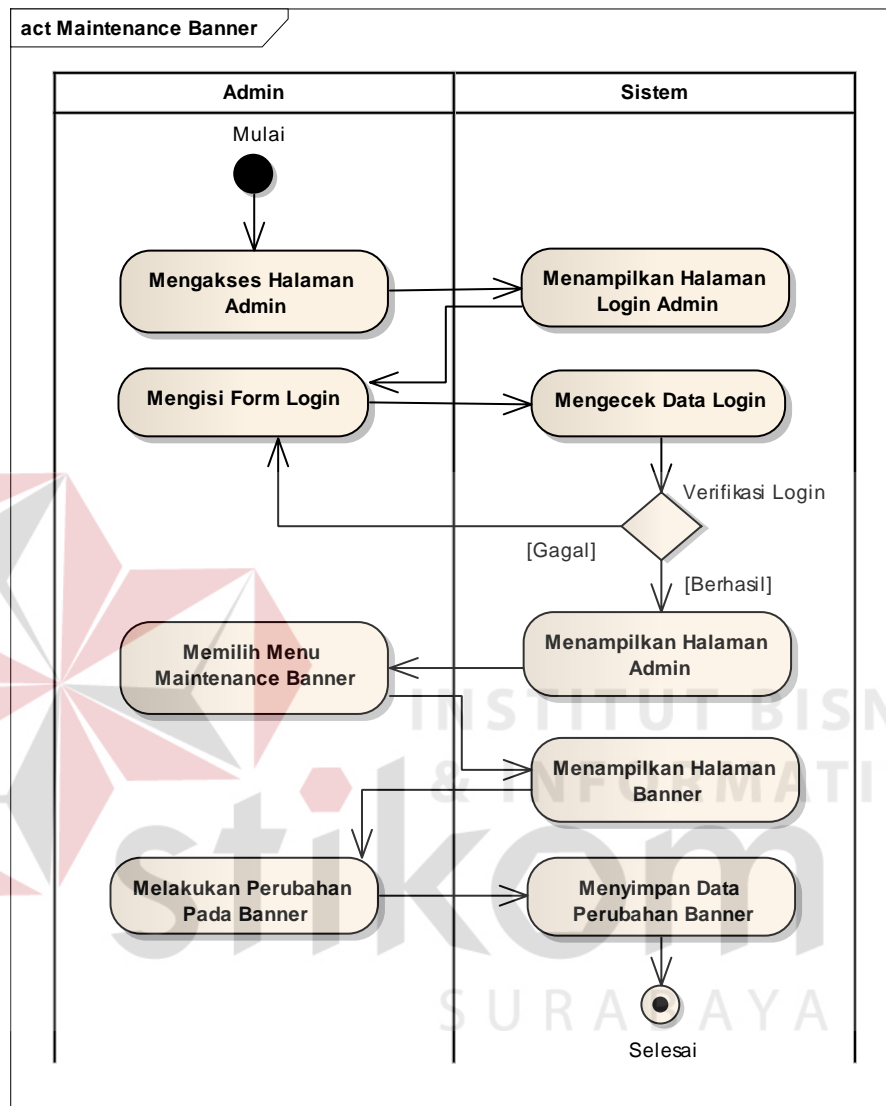 act Maintenance Banner
Admin
Sistem
Mulai
Mengakses Halaman
Admin
Menampilkan Halaman
Login Admin
Mengisi Form Login
Mengecek Data Login
Verifikasi Login
[Gagal]
[Berhasil]
Memilih Menu
Maintenance Banner
Menampilkan Halaman
Admin
INSTITUT BISN
& INFORMATI
Menampilkan Halaman
Banner
stikom
Melakukan Perubahan
Pada Banner
Menyimpan Data
Perubahan Banner
SURABAYA
Selesai